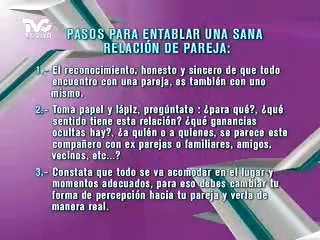 TVC
PASOS PARA ENTABLAR UNA SANA
RELACIÓN DE PAREJA:
1.- El reconocimiento, honesto y sincero de que todo
encuentro con una pareja, es también con uno
mismo.
2.- Toma papel y lápiz, pregúntate : ¿para qué?, ¿qué
sentido tiene esta relación? ¿qué ganancias
ocultas hay?, ¿a quién o a quienes, se parece este
compañero con ex parejas o familiares, amigos,
vecinos, etc...?
3.- Constata que todo se va acomodar en el lugar y
momentos adecuados, para eso debes cambiar tu
forma de percepción hacia tu pareja y verla de
manera real.